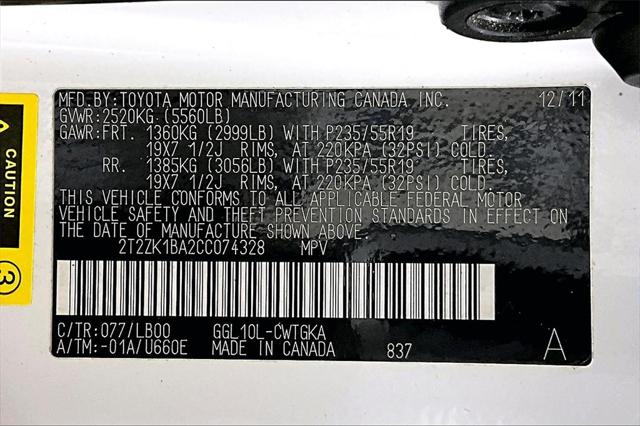 MFD.BY:TOYOTA MOTOR MANUFACTURING CANADA INC. 12/11
GVWR:2520KG (5560LB)
GAWR:FRT. 1360KG (2999LB) WITH P235/55R19 TIRES,
19X7 1/2J RIMS, AT 220KPA (32PSI) COLD.
RR. 1385KG (3056LB) WITH P235/55R19 TIRES,
19X7 1/2J RIMS, AT 220KPA (32PSI) COLD.
THIS VEHICLE CONFORMS TO ALL APPLICABLE FEDERAL MOTOR
VEHICLE SAFETY AND THEFT PREVENTION STANDARDS IN EFFECT ON
THE DATE OF MANUFACTURE SHOWN ABOVE.
2T2ZK1BA2CC074328 MPV
C/TR:077/LB00 GGL10L-CWTGKA
A/TM:-01A/U660E MADE IN CANADA 837 A
CAUTION
3